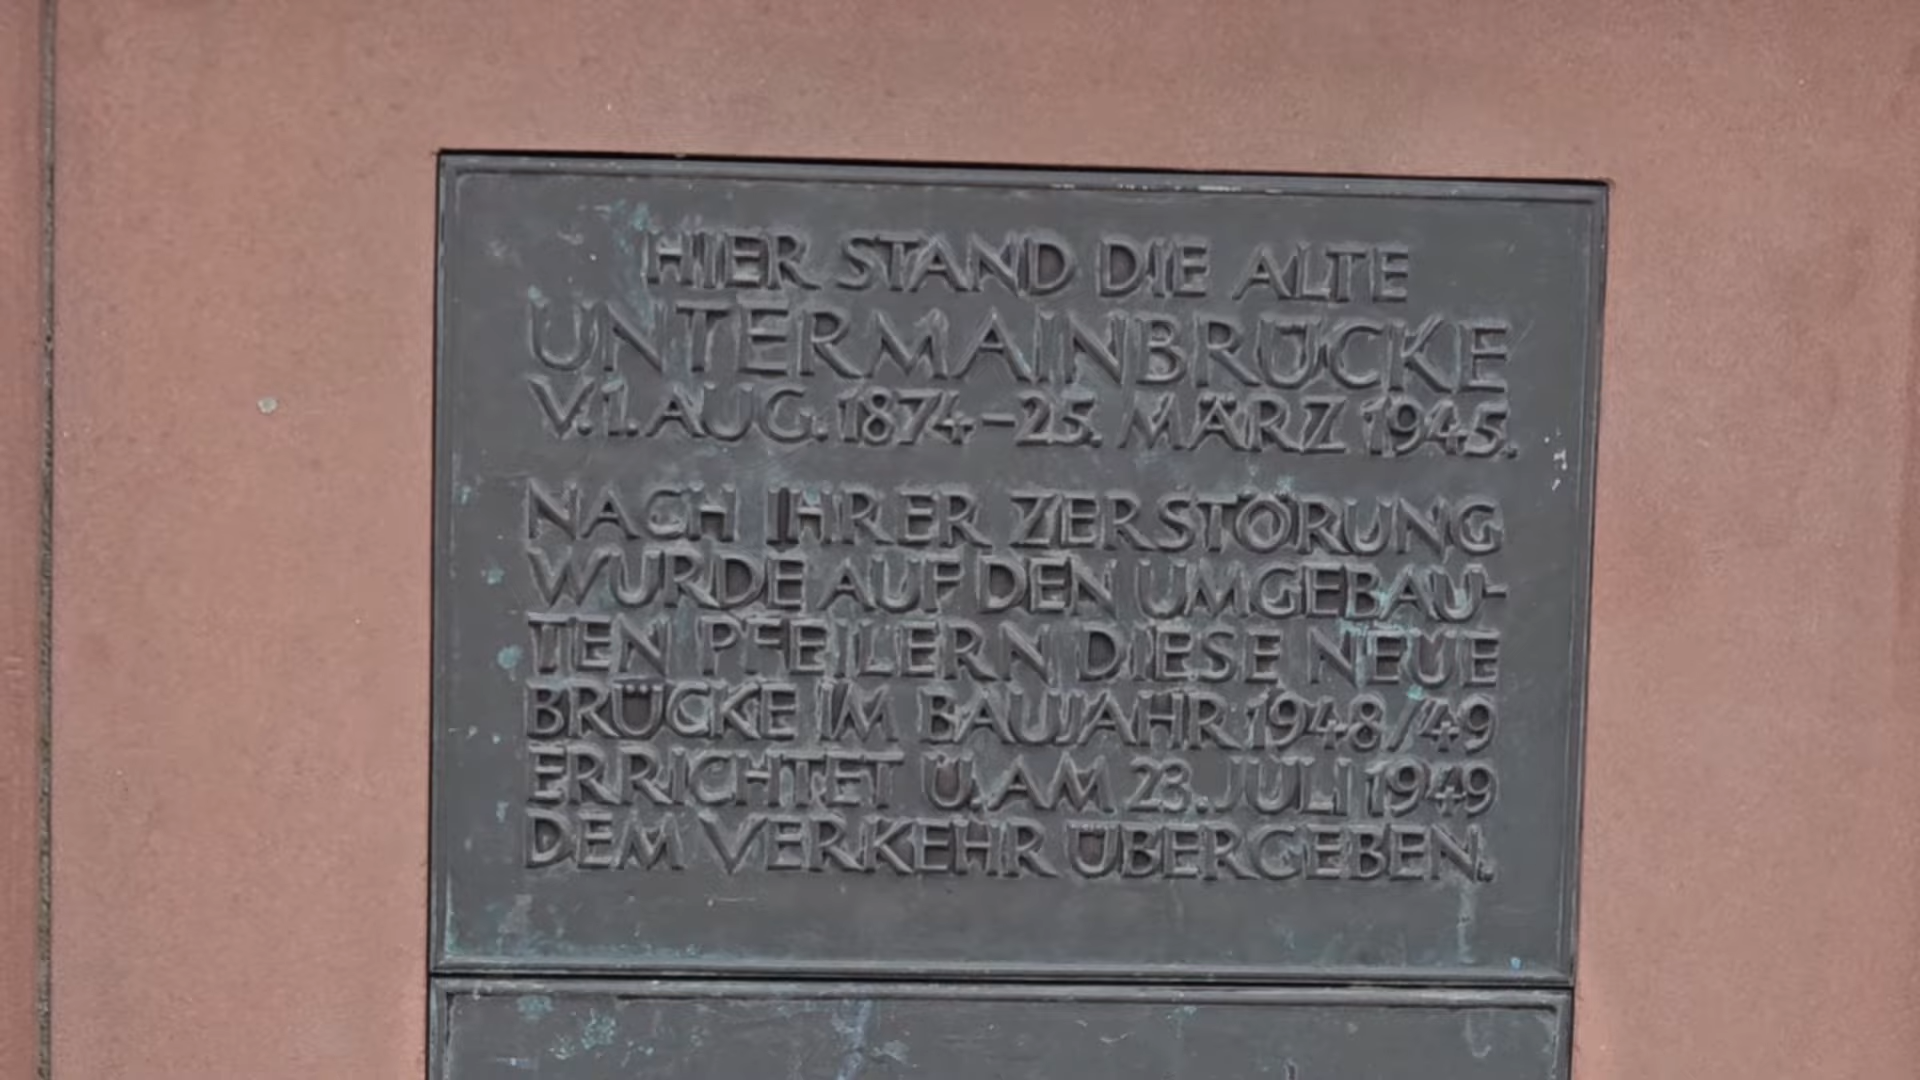 HIER STAND DIE ALTE
UNTERMAINBRÜCKE
V. 1. AUG. 1874-25. MÄRZ 1945.
NACH IHRER ZERSTÖRUNG
WURDE AUF DEN UMGEBAU-
TEN PFEILERN DIESE NEUE
BRÜCKE IM BAUJAHR 1948/49
ERRICHTET U. AM 23. JULI 1949
DEM VERKEHR ÜBERGEBEN.